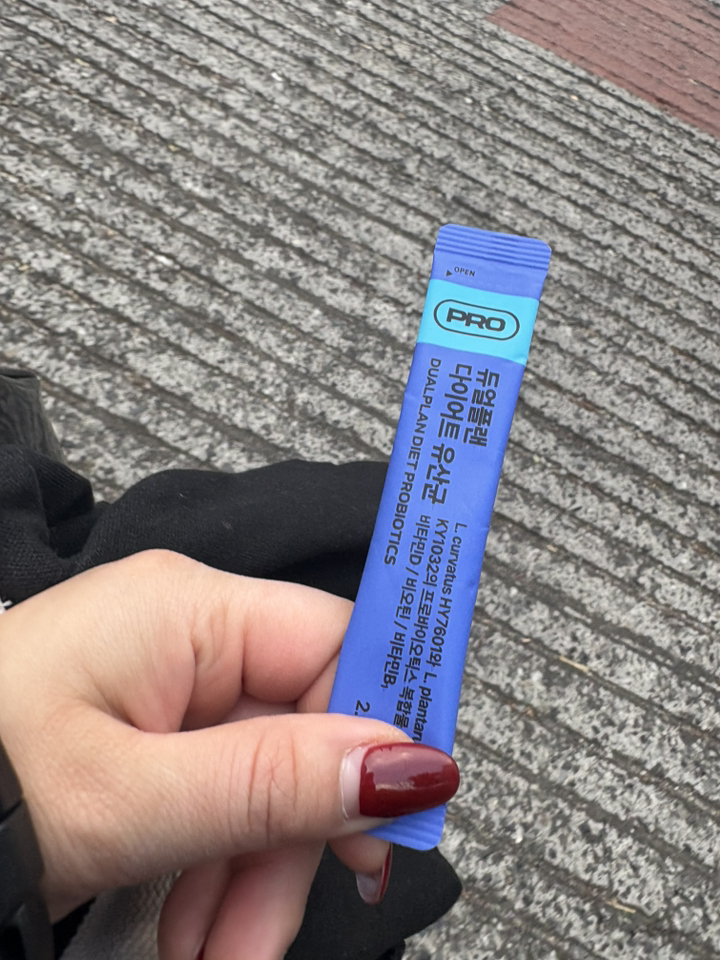 OPEN
PRO
듀얼플랜
다이어트 유산균
DUALPLAN DIET PROBIOTICS
L. curvatus HY7601와 L.
KY1032의 프로바이오틱스 복합물
비타민D / 비오틴 / 비타민B₁
2.